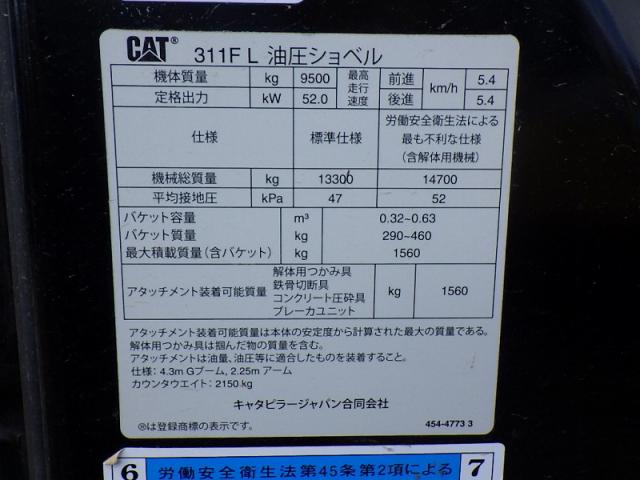 CAT® 311F L 油圧ショベル
機体質量 kg 9500 最高走行速度 前進 km/h 5.4
定格出力 kW 52.0 後進 5.4
仕様 標準仕様 労働安全衛生法による
最も不利な仕様
(含解体用機械)
機械総質量 kg 13300 14700
平均接地圧 kPa 47 52
バケット容量 m³ 0.32~0.63
バケット質量 kg 290~460
最大積載質量(含バケット) kg 1560
アタッチメント装着可能質量 解体用つかみ具 kg 1560
鉄骨切断具
コンクリート圧砕具
ブレーカユニット
アタッチメント装着可能質量は本体の安定度から計算された最大の質量である。
解体用つかみ具は掴んだ物の質量を含む。
アタッチメントは油量、油圧等に適合したものを装着すること。
仕様: 4.3m Gブーム, 2.25m アーム
カウンタウエイト: 2150kg
キャタピラージャパン合同会社
®は登録商標の表示です。 454-4773 3
6 労働安全衛生法第45条第2項による 7